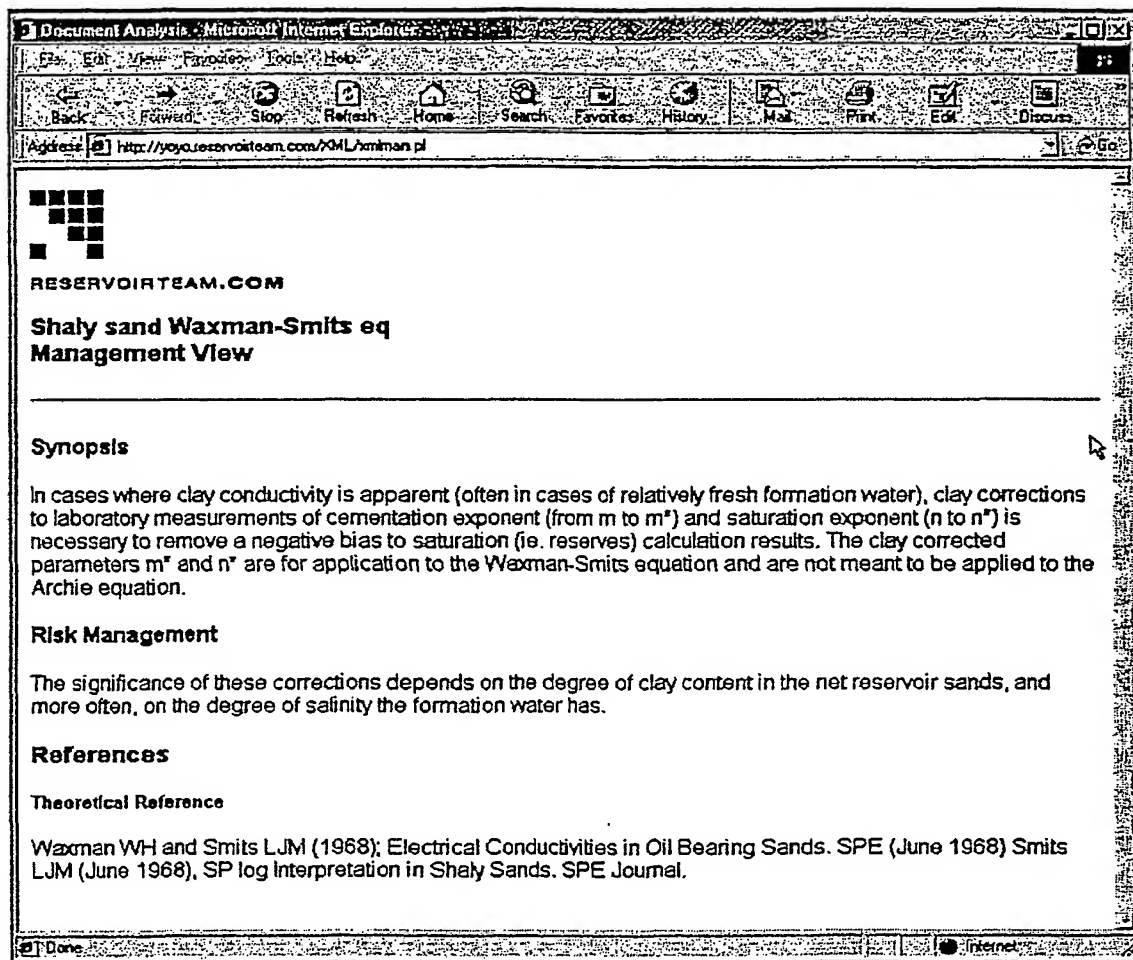 Document Analysis - Microsoft Internet Explorer
File Edit View Favorites Tools Help
Back Forward Stop Refresh Home Search Favorites History Mail Print Edit Discuss
Address http://yoyo.reservoirteam.com/XML/xmlman.pl Go
RESERVOIRTEAM.COM
Shaly sand Waxman-Smits eq
Management View
Synopsis
In cases where clay conductivity is apparent (often in cases of relatively fresh formation water), clay corrections
to laboratory measurements of cementation exponent (from m to m*) and saturation exponent (n to n*) is
necessary to remove a negative bias to saturation (ie. reserves) calculation results. The clay corrected
parameters m* and n* are for application to the Waxman-Smits equation and are not meant to be applied to the
Archie equation.
Risk Management
The significance of these corrections depends on the degree of clay content in the net reservoir sands, and
more often, on the degree of salinity the formation water has.
References
Theoretical Reference
Waxman WH and Smits LJM (1968); Electrical Conductivities in Oil Bearing Sands. SPE (June 1968) Smits
LJM (June 1968), SP log Interpretation in Shaly Sands. SPE Journal.
Done Internet